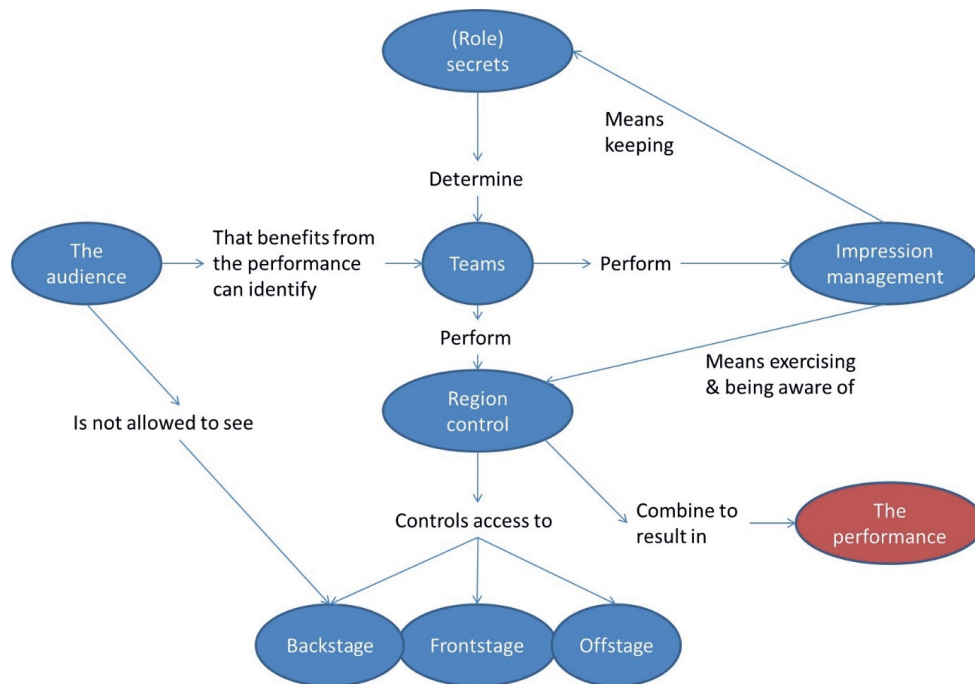 (Role)
secrets
Means
keeping
Determine
The
audience
That benefits from
the performance
can identify
Teams
Perform
Impression
management
Perform
Means exercising
& being aware of
Region
control
Is not allowed to see
Controls access to
Combine to
result in
The
performance
Backstage
Frontstage
Offstage